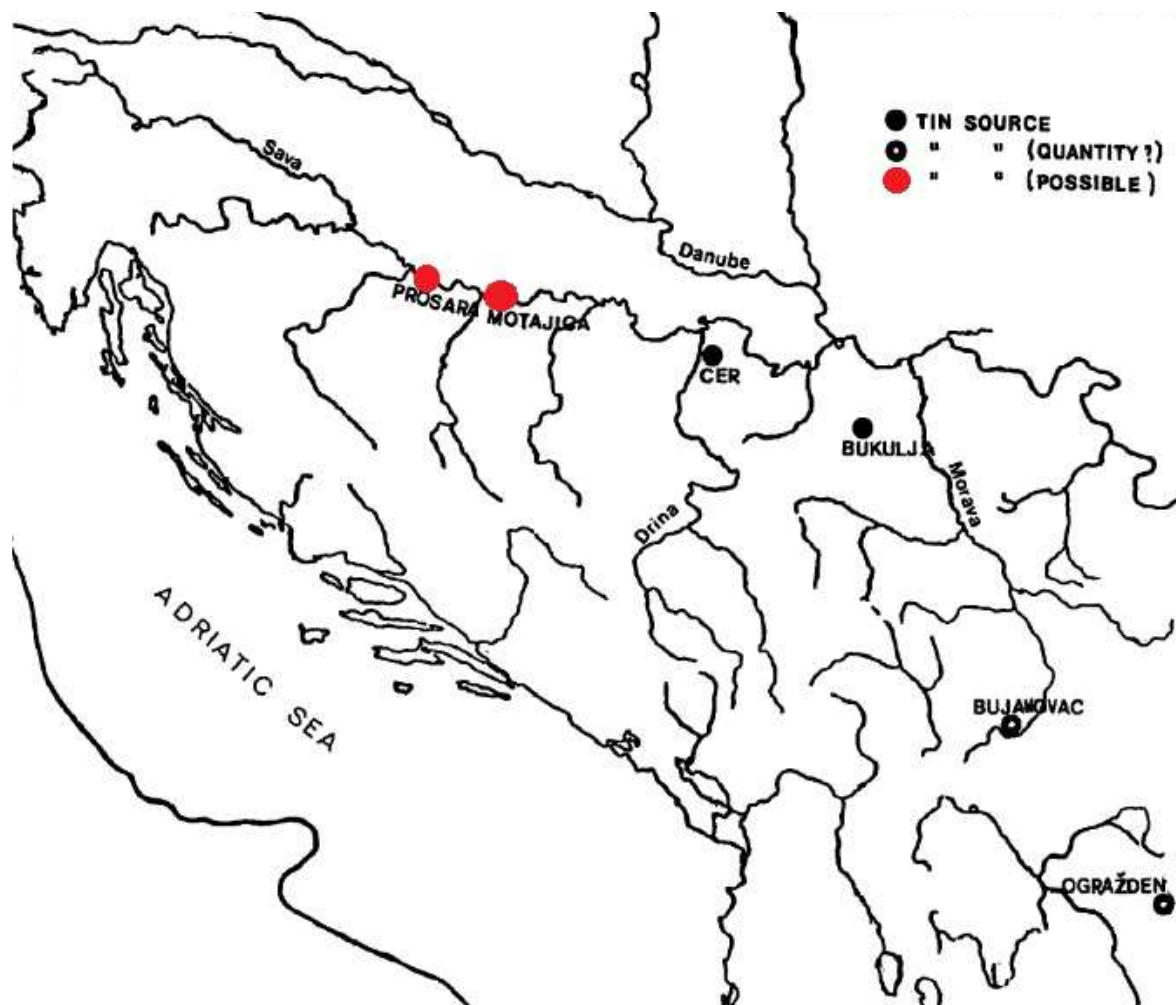 ● TIN SOURCE
" " (QUANTITY?)
● " " (POSSIBLE)
Sava
Danube
PROSARA MOTAJICA
CER
BUKULJA
Morava
Drina
ADRIATIC SEA
BUJANOVAC
OGRAŽDEN